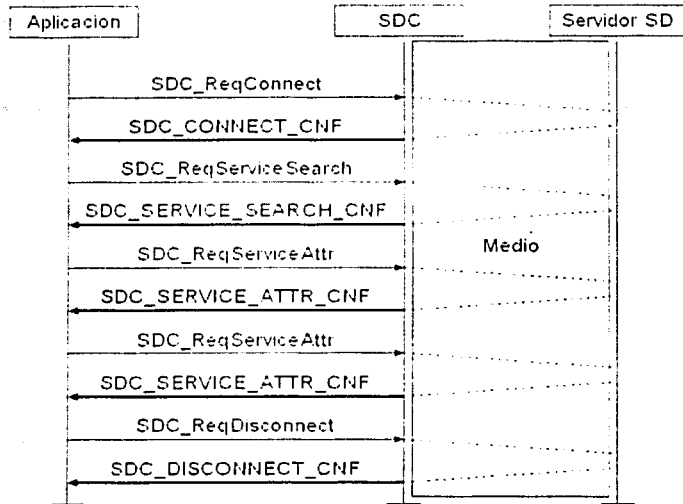 Aplicacion
SDC
Servidor SD
SDC_ReqConnect
SDC_CONNECT_CNF
SDC_ReqServiceSearch
SDC_SERVICE_SEARCH_CNF
SDC_ReqServiceAttr
Medio
SDC_SERVICE_ATTR_CNF
SDC_ReqServiceAttr
SDC_SERVICE_ATTR_CNF
SDC_ReqDisconnect
SDC_DISCONNECT_CNF